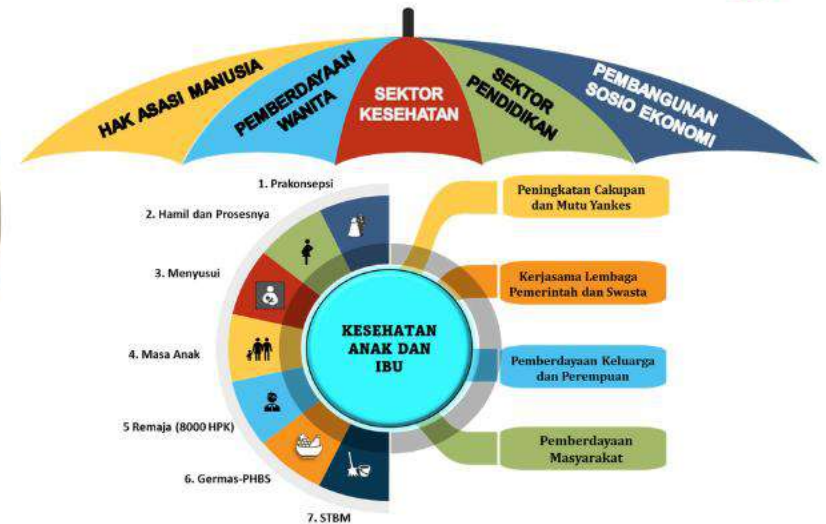 HAK ASASI MANUSIA
PEMBERDAYAAN
WANITA
SEKTOR
KESEHATAN
SEKTOR
PENDIDIKAN
PEMBANGUNAN
SOSIO EKONOMI
1. Prakonsepsi
2. Hamil dan Prosesnya
3. Menyusui
4. Masa Anak
5 Remaja (8000 HPK)
6. Germas-PHBS
7. STBM
KESEHATAN
ANAK DAN
IBU
Peningkatan Cakupan
dan Mutu Yankes
Kerjasama Lembaga
Pemerintah dan Swasta
Pemberdayaan Keluarga
dan Perempuan
Pemberdayaan
Masyarakat